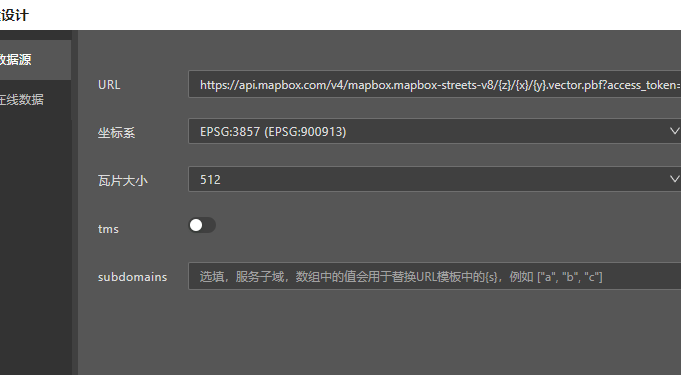 设计
数据源
在线数据
URL
https://api.mapbox.com/v4/mapbox.mapbox-streets-v8/{z}/{x}/{y}.vector.pbf?access_token=
坐标系
EPSG:3857 (EPSG:900913)
瓦片大小
512
tms
subdomains
选填，服务子域，数组中的值会用于替换URL模板中的{s}，例如 ["a", "b", "c"]